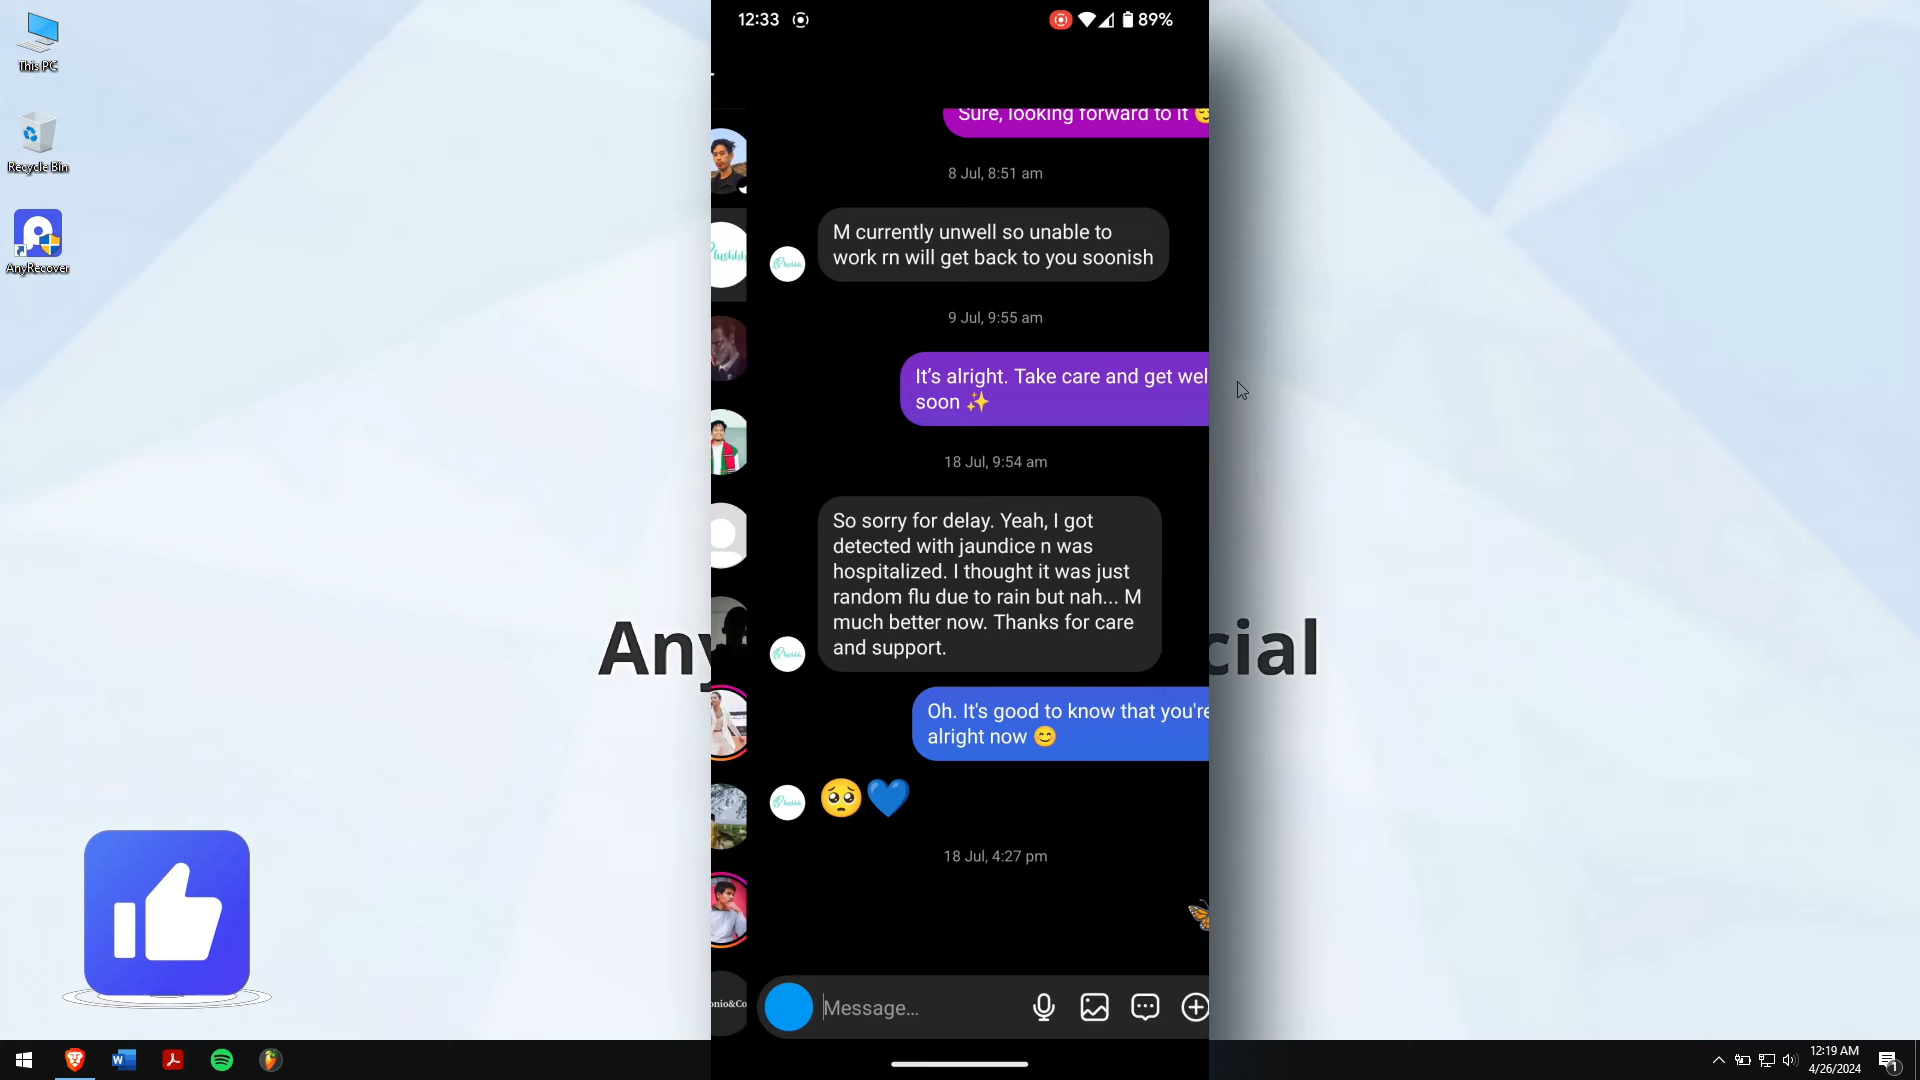 12:33
89%
This PC
Recycle Bin
AnyRecover
Sure, looking forward to it 😌
8 Jul, 8:51 am
M currently unwell so unable to
work rn will get back to you soonish
9 Jul, 9:55 am
It’s alright. Take care and get wel
soon ✨
18 Jul, 9:54 am
So sorry for delay. Yeah, I got
detected with jaundice n was
hospitalized. I thought it was just
random flu due to rain but nah... M
much better now. Thanks for care
and support.
Oh. It's good to know that you're
alright now 😊
🥺💙
18 Jul, 4:27 pm
🦋
Message...
Any
cial
Plushhh
onio&Co
12:19 AM
4/26/2024
1